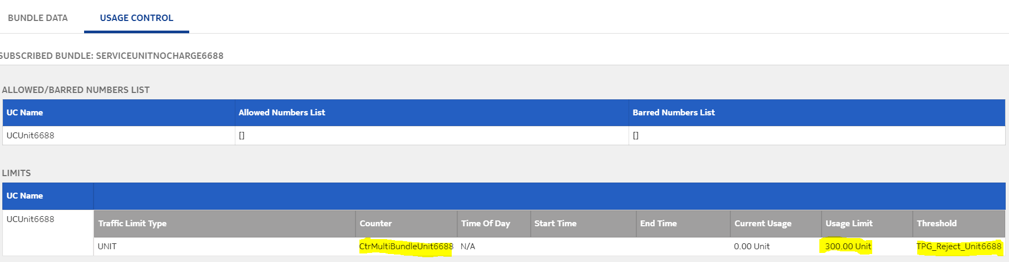 BUNDLE DATA USAGE CONTROL
SUBSCRIBED BUNDLE: SERVICEUNITNOCHARGE6688
ALLOWED/BARRED NUMBERS LIST
UC Name Allowed Numbers List Barred Numbers List
UCUnit6688 [] []
LIMITS
UC Name
UCUnit6688 Traffic Limit Type Counter Time Of Day Start Time End Time Current Usage Usage Limit Threshold
UNIT CtrMultiBundleUnit6688 N/A 0.00 Unit 300.00 Unit TPG_Reject_Unit6688